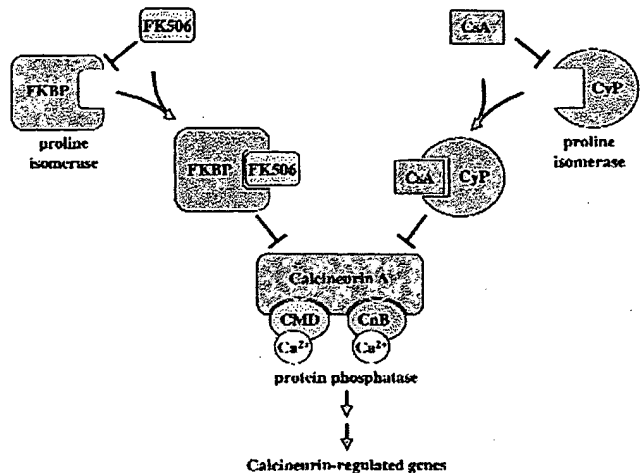 FK506
CsA
FKBP
CyP
proline
isomerase
proline
isomerase
FKBP
FK506
CsA
CyP
Calcineurin A
CMD
CnB
Ca²⁺
Ca²⁺
protein phosphatase
Calcineurin-regulated genes